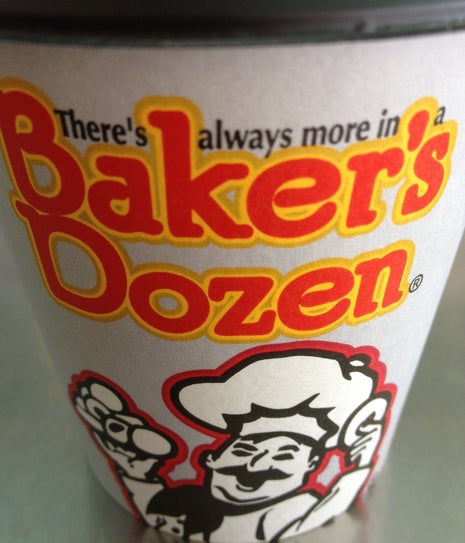 There's always more in a
Baker's
Dozen®